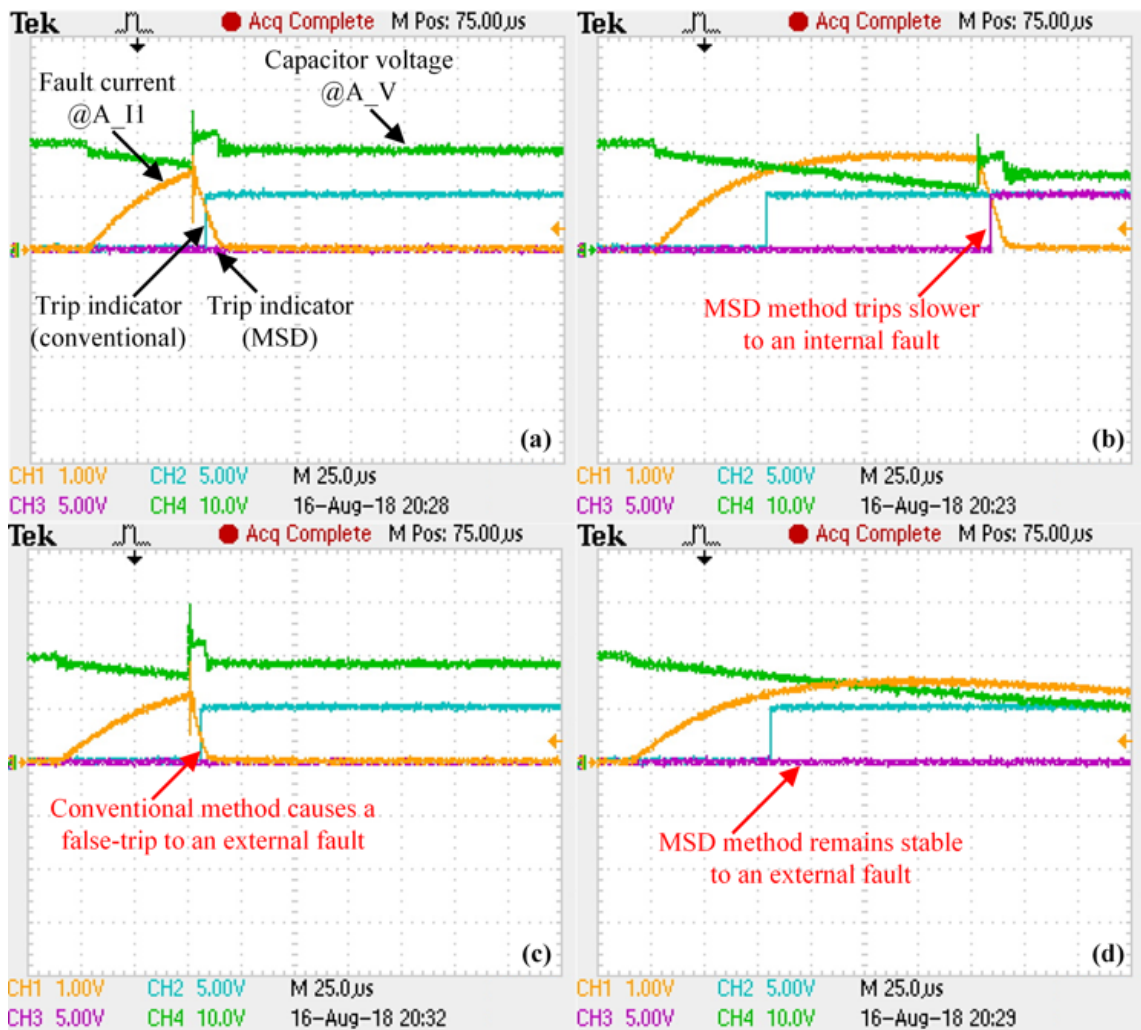 Tek Acq Complete M Pos: 75.00µs
Fault current
@A_I1
Capacitor voltage
@A_V
Trip indicator
(conventional)
Trip indicator
(MSD)
(a)
CH1 1.00V CH2 5.00V M 25.0µs
CH3 5.00V CH4 10.0V 16-Aug-18 20:28
Tek Acq Complete M Pos: 75.00µs
MSD method trips slower
to an internal fault
(b)
CH1 1.00V CH2 5.00V M 25.0µs
CH3 5.00V CH4 10.0V 16-Aug-18 20:23
Tek Acq Complete M Pos: 75.00µs
Conventional method causes a
false-trip to an external fault
(c)
CH1 1.00V CH2 5.00V M 25.0µs
CH3 5.00V CH4 10.0V 16-Aug-18 20:32
Tek Acq Complete M Pos: 75.00µs
MSD method remains stable
to an external fault
(d)
CH1 1.00V CH2 5.00V M 25.0µs
CH3 5.00V CH4 10.0V 16-Aug-18 20:29